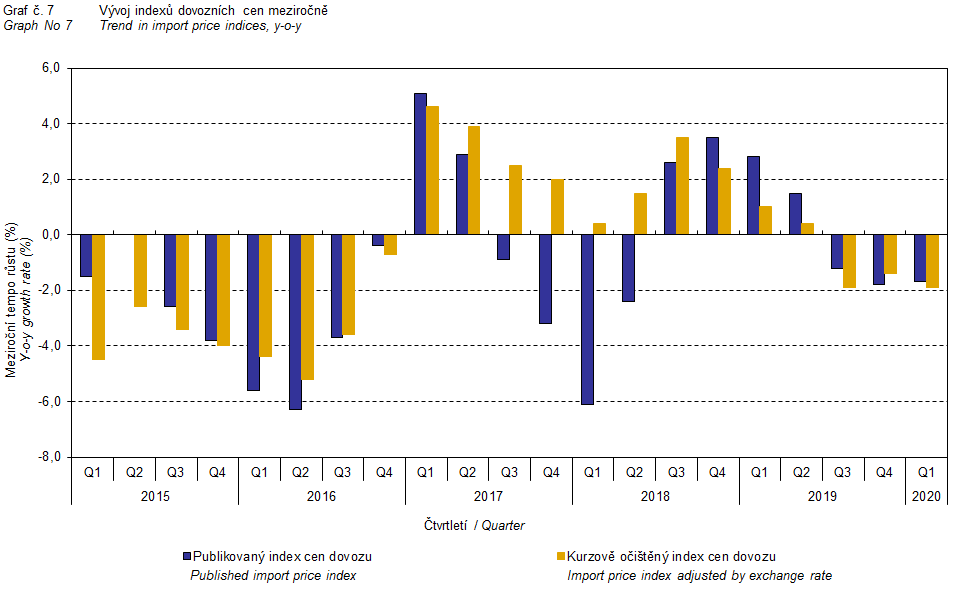 Graf č. 7 Vývoj indexů dovozních cen meziročně
Graph No 7 Trend in import price indices, y-o-y
6,0
4,0
2,0
0,0
-2,0
-4,0
-6,0
-8,0
Meziroční tempo růstu (%)
Y-o-y growth rate (%)
Q1 Q2 Q3 Q4 Q1 Q2 Q3 Q4 Q1 Q2 Q3 Q4 Q1 Q2 Q3 Q4 Q1 Q2 Q3 Q4 Q1
2015 2016 2017 2018 2019 2020
Čtvrtletí / Quarter
Publikovaný index cen dovozu Kurzově očištěný index cen dovozu
Published import price index Import price index adjusted by exchange rate